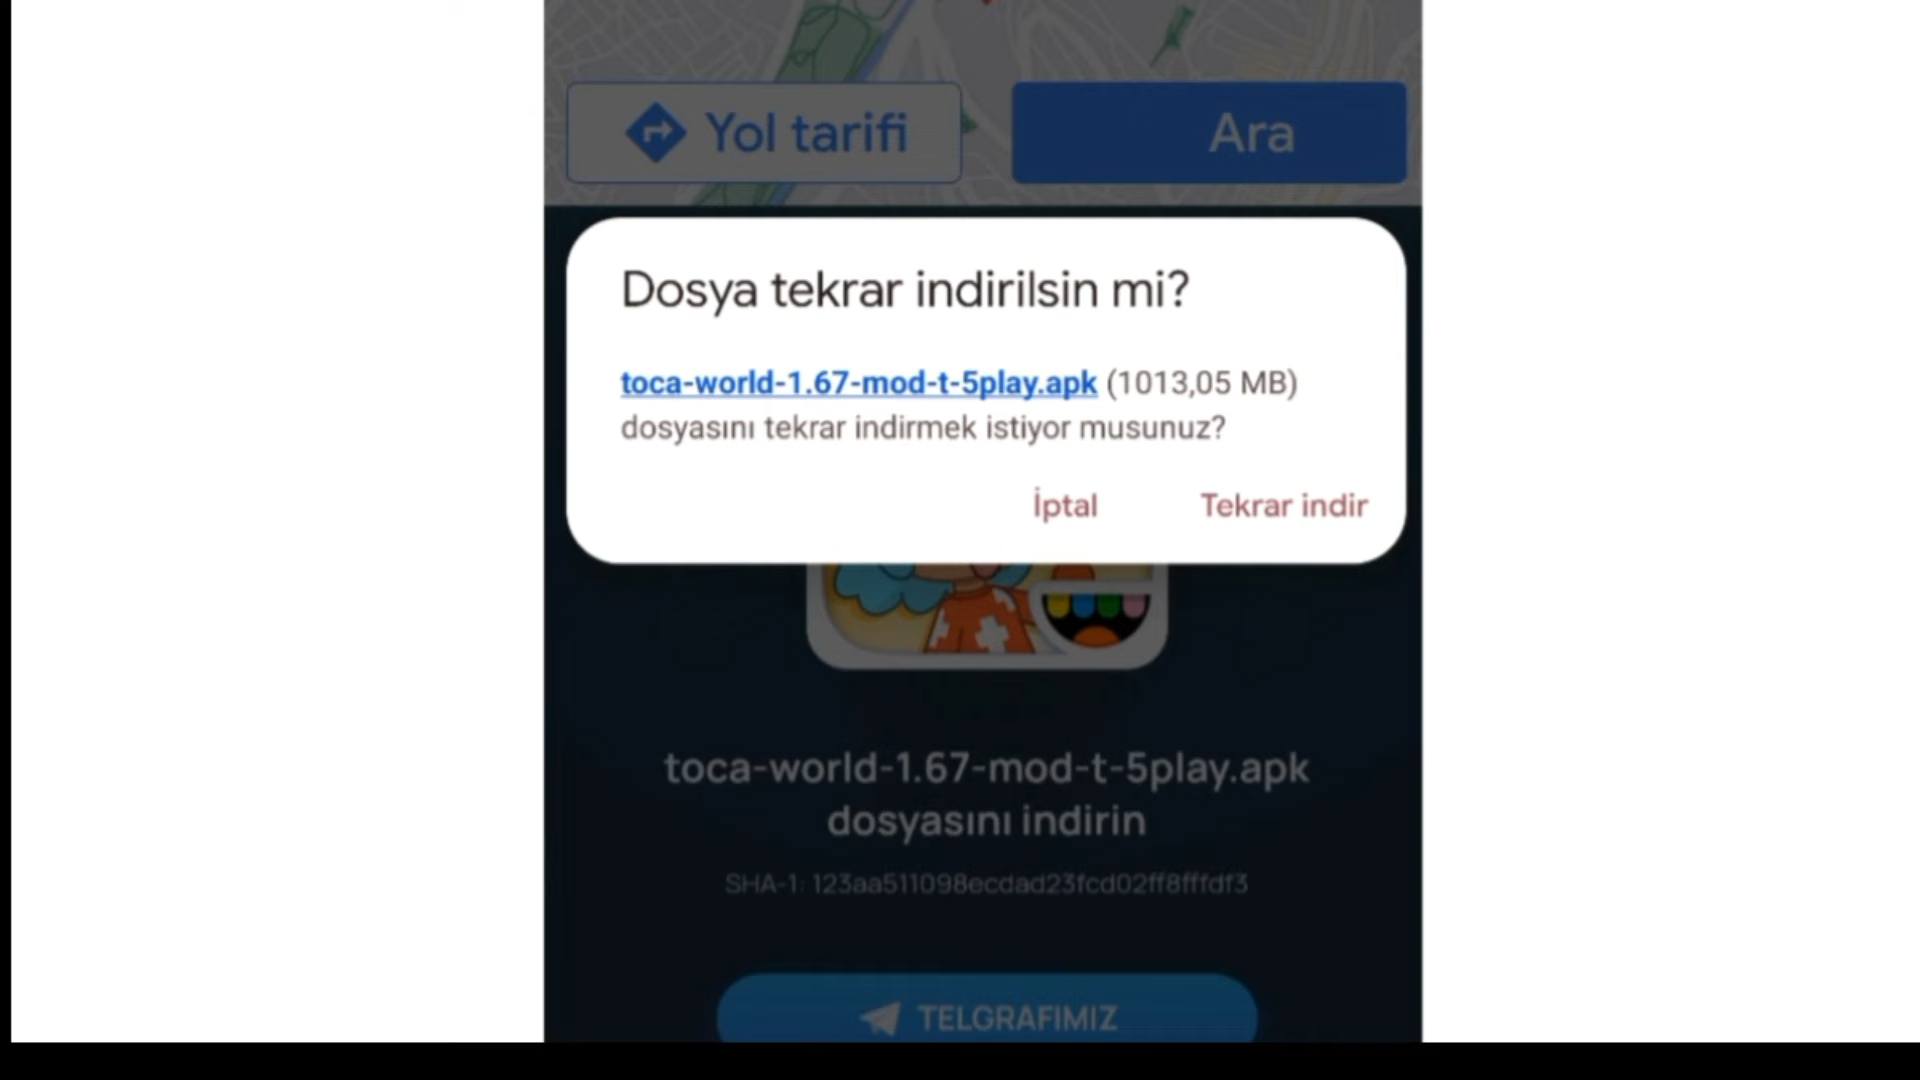 Yol tarifi
Ara
Dosya tekrar indirilsin mi?
toca-world-1.67-mod-t-5play.apk (1013,05 MB)
dosyasını tekrar indirmek istiyor musunuz?
İptal
Tekrar indir
toca-world-1.67-mod-t-5play.apk
dosyasını indirin
SHA-1: 123aa511098ecdad23fcd02ff8fffdf3
TELGRAFIMIZ